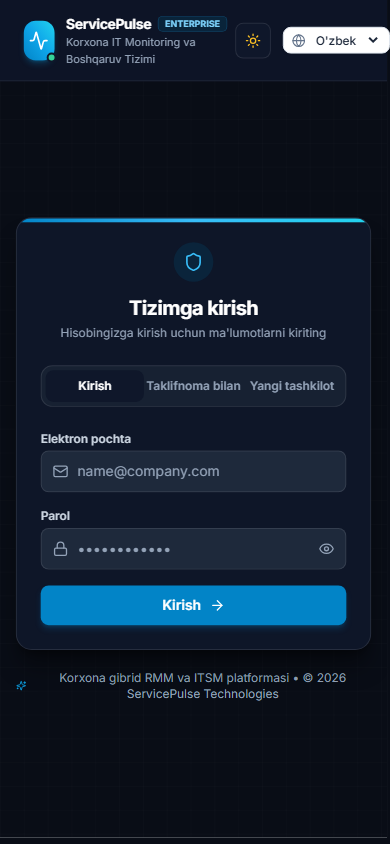 ServicePulse ENTERPRISE
Korxona IT Monitoring va
Boshqaruv Tizimi
O'zbek
Tizimga kirish
Hisobingizga kirish uchun ma'lumotlarni kiriting
Kirish Taklifnoma bilan Yangi tashkilot
Elektron pochta
name@company.com
Parol
••••••••••••
Kirish →
Korxona gibrid RMM va ITSM platformasi • © 2026
ServicePulse Technologies